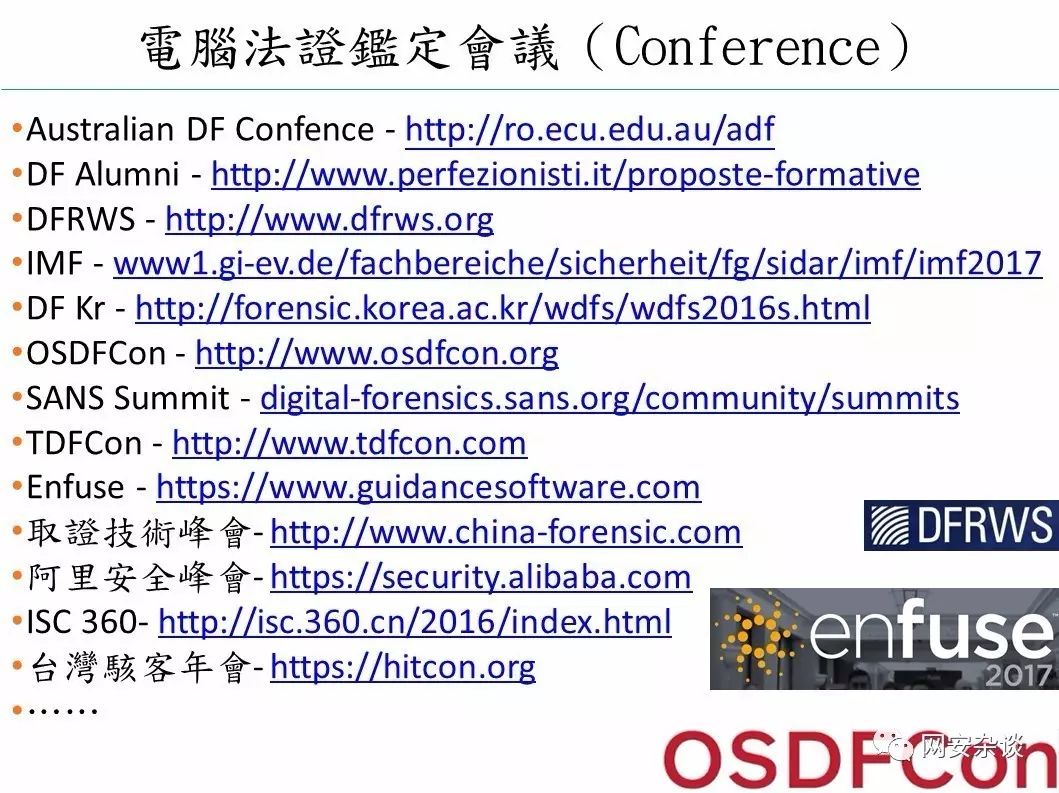 電腦法證鑑定會議（Conference）
•Australian DF Confence - http://ro.ecu.edu.au/adf
•DF Alumni - http://www.perfezionisti.it/proposte-formative
•DFRWS - http://www.dfrws.org
•IMF - www1.gi-ev.de/fachbereiche/sicherheit/fg/sidar/imf/imf2017
•DF Kr - http://forensic.korea.ac.kr/wdfs/wdfs2016s.html
•OSDFCon - http://www.osdfcon.org
•SANS Summit - digital-forensics.sans.org/community/summits
•TDFCon - http://www.tdfcon.com
•Enfuse - https://www.guidancesoftware.com
•取證技術峰會- http://www.china-forensic.com
•阿里安全峰會- https://security.alibaba.com
•ISC 360- http://isc.360.cn/2016/index.html
•台灣駭客年會- https://hitcon.org
•……
DFRWS
enfuse™
2017
OSDFCon
网安杂谈